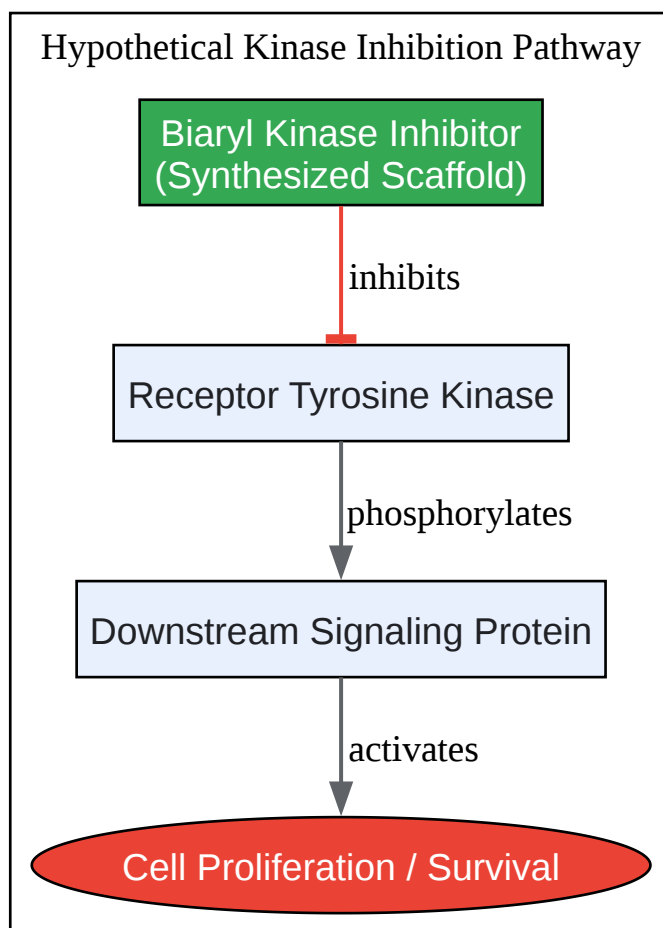 Hypothetical Kinase Inhibition Pathway
Biaryl Kinase Inhibitor
(Synthesized Scaffold)
inhibits
Receptor Tyrosine Kinase
phosphorylates
Downstream Signaling Protein
activates
Cell Proliferation / Survival